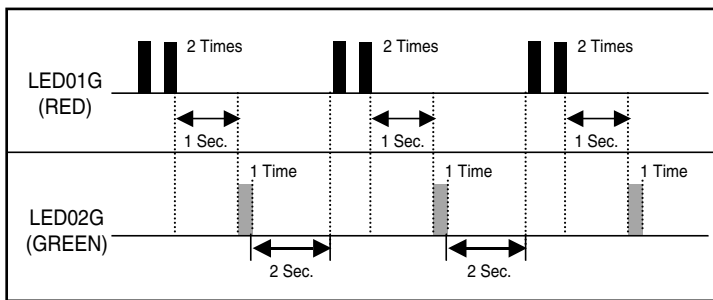 2 Times 2 Times 2 Times
LED01G
(RED)
1 Sec. 1 Sec. 1 Sec.
1 Time 1 Time 1 Time
LED02G
(GREEN)
2 Sec. 2 Sec.